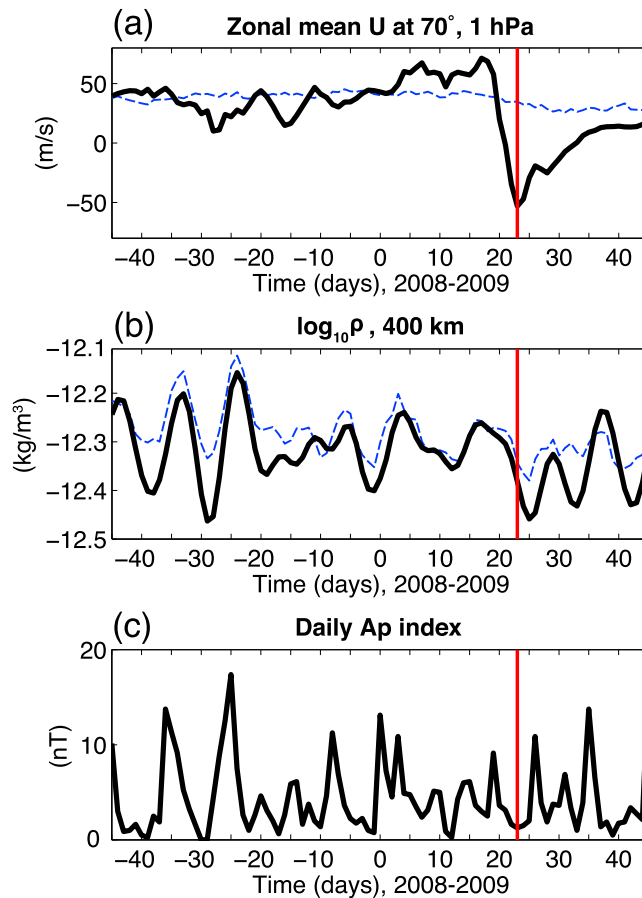 (a) Zonal mean U at 70°, 1 hPa
50
0
−50
(m/s)
−40 −30 −20 −10 0 10 20 30 40
Time (days), 2008-2009
(b) log₁₀ρ , 400 km
−12.1
−12.2
−12.3
−12.4
−12.5
(kg/m³)
−40 −30 −20 −10 0 10 20 30 40
Time (days), 2008-2009
(c) Daily Ap index
20
10
0
(nT)
−40 −30 −20 −10 0 10 20 30 40
Time (days), 2008-2009